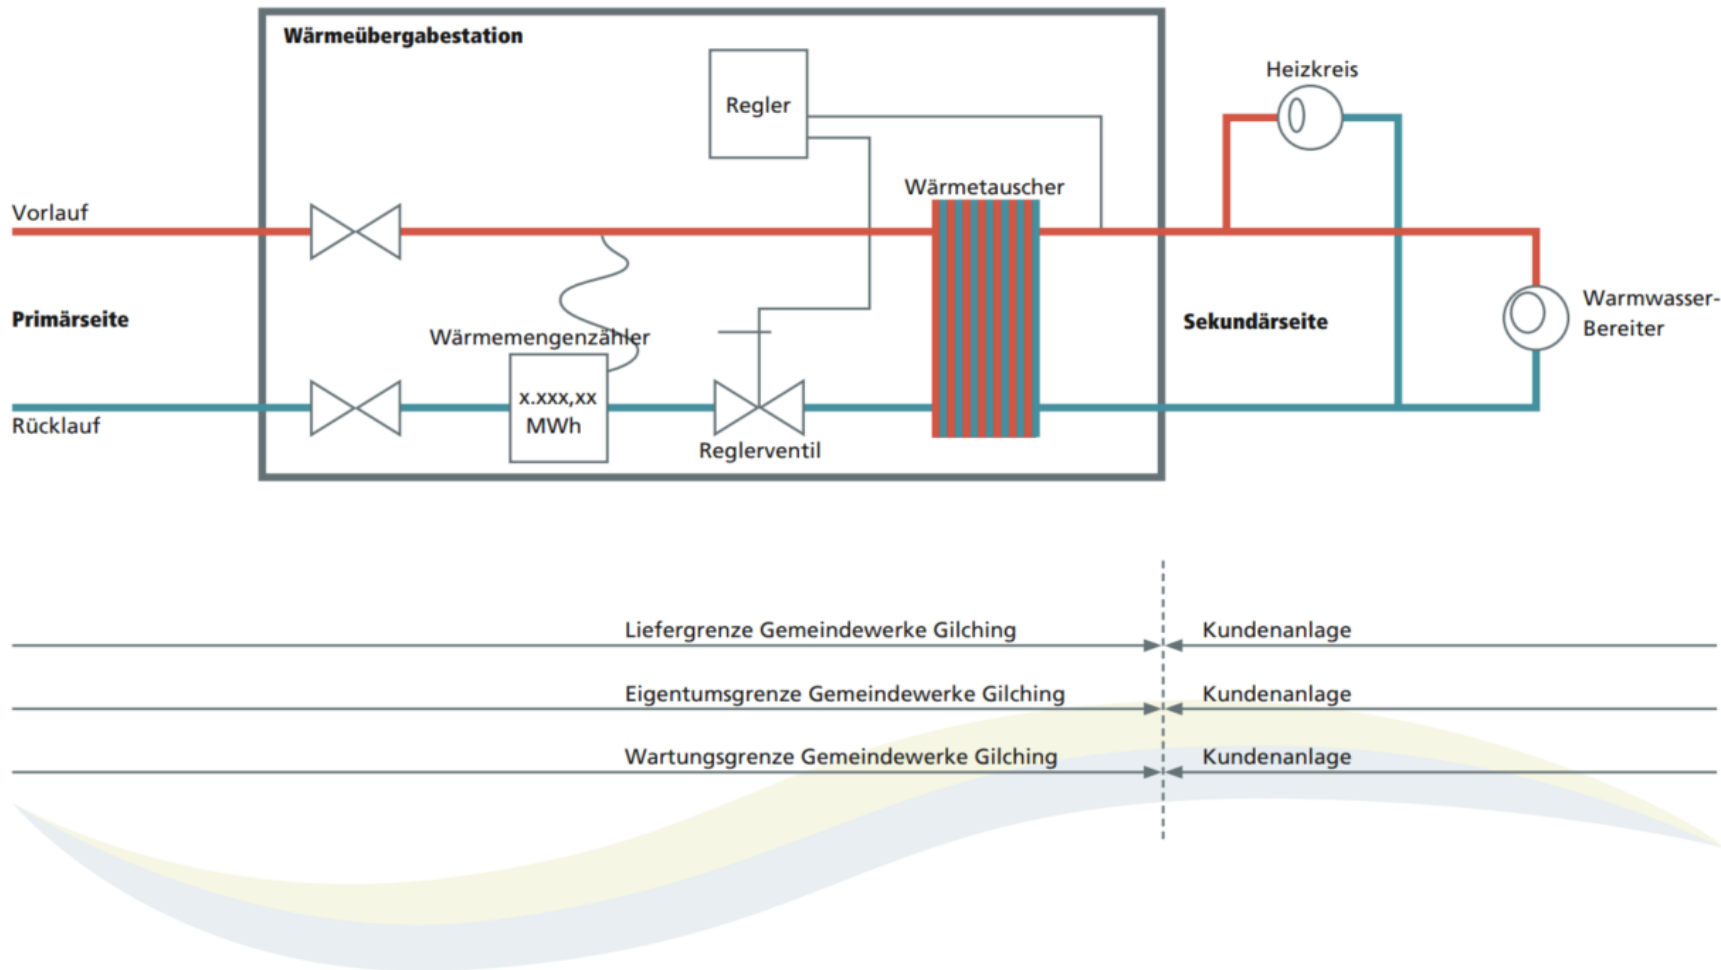 Wärmeübergabestation
Heizkreis
Regler
Wärmetauscher
Vorlauf
Warmwasser-
Bereiter
Primärseite
Sekundärseite
Wärmemengenzähler
x.xxx,xx
MWh
Rücklauf
Reglerventil
Liefergrenze Gemeindewerke Gilching
Kundenanlage
Eigentumsgrenze Gemeindewerke Gilching
Kundenanlage
Wartungsgrenze Gemeindewerke Gilching
Kundenanlage